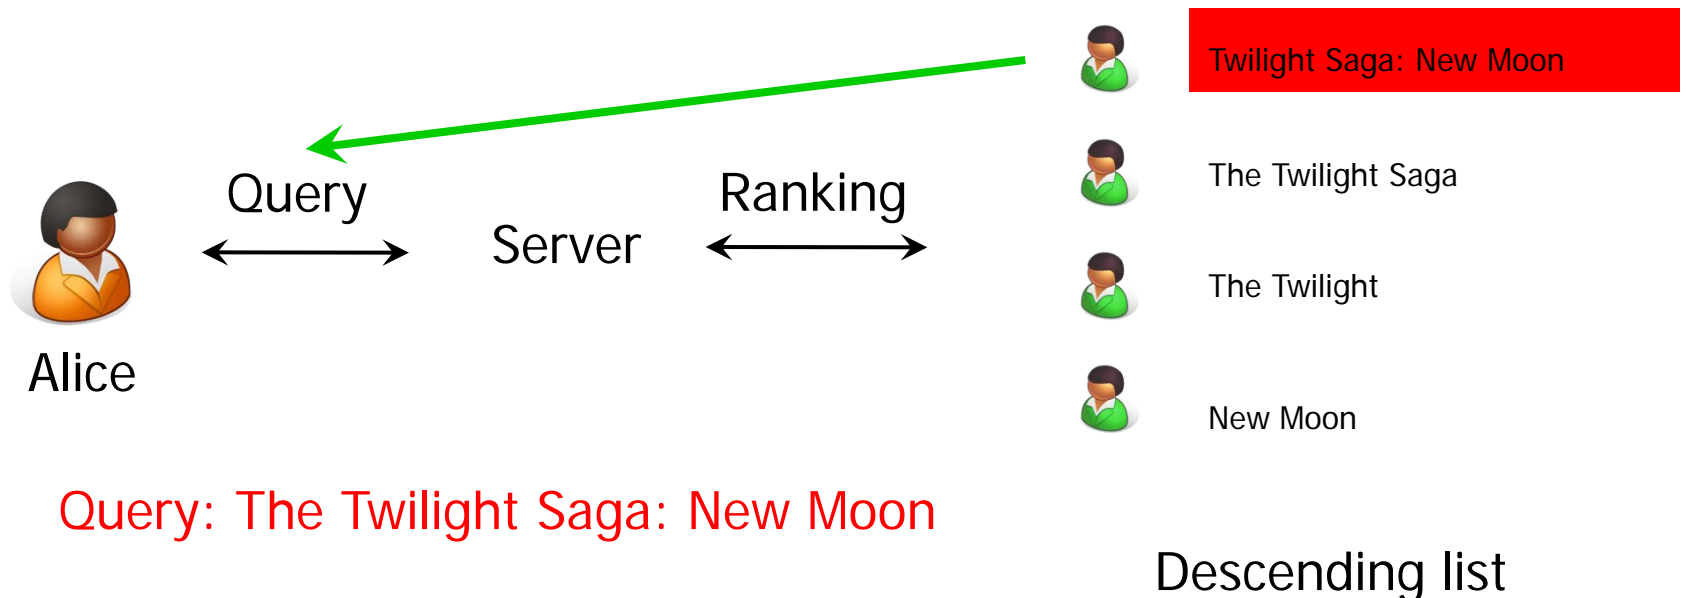 Twilight Saga: New Moon
Query
Ranking
The Twilight Saga
Server
The Twilight
Alice
New Moon
Query: The Twilight Saga: New Moon
Descending list